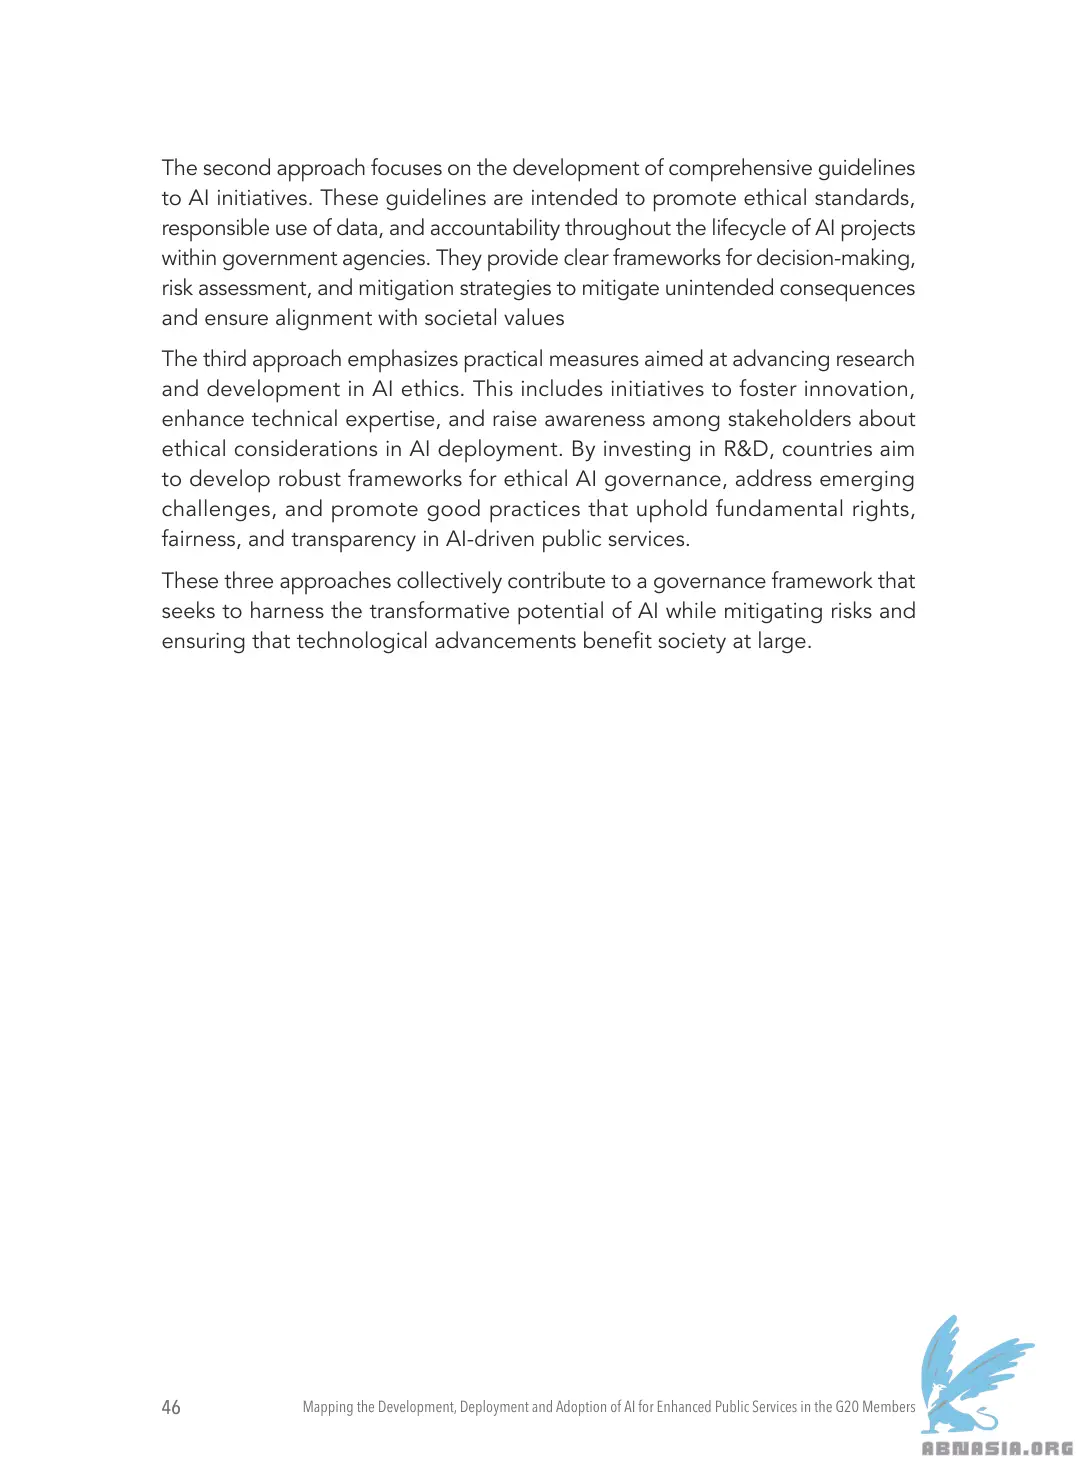 The second approach focuses on the development of comprehensive guidelines
to AI initiatives. These guidelines are intended to promote ethical standards,
responsible use of data, and accountability throughout the lifecycle of AI projects
within government agencies. They provide clear frameworks for decision-making,
risk assessment, and mitigation strategies to mitigate unintended consequences
and ensure alignment with societal values
The third approach emphasizes practical measures aimed at advancing research
and development in AI ethics. This includes initiatives to foster innovation,
enhance technical expertise, and raise awareness among stakeholders about
ethical considerations in AI deployment. By investing in R&D, countries aim
to develop robust frameworks for ethical AI governance, address emerging
challenges, and promote good practices that uphold fundamental rights,
fairness, and transparency in AI-driven public services.
These three approaches collectively contribute to a governance framework that
seeks to harness the transformative potential of AI while mitigating risks and
ensuring that technological advancements benefit society at large.
46 Mapping the Development, Deployment and Adoption of AI for Enhanced Public Services in the G20 Members
ABNASIA.ORG